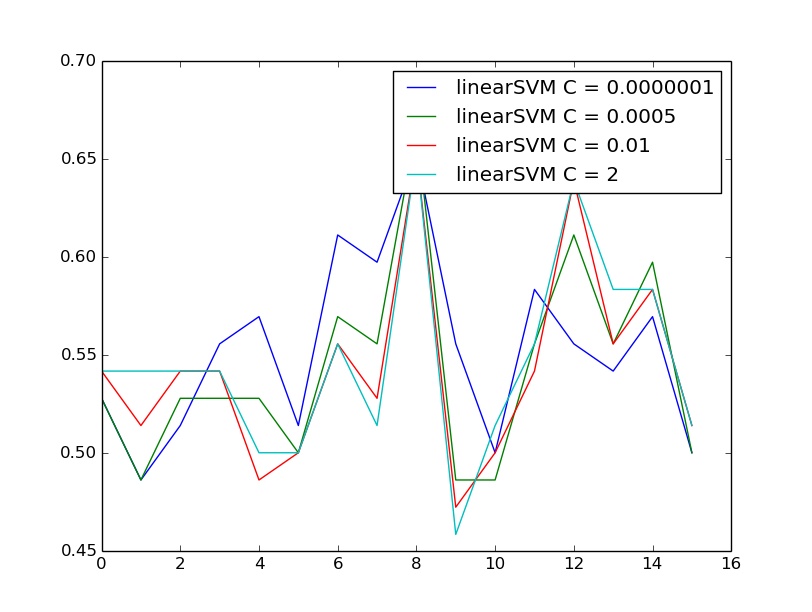 0.70
0.65
0.60
0.55
0.50
0.45
0 2 4 6 8 10 12 14 16
linearSVM C = 0.0000001
linearSVM C = 0.0005
linearSVM C = 0.01
linearSVM C = 2